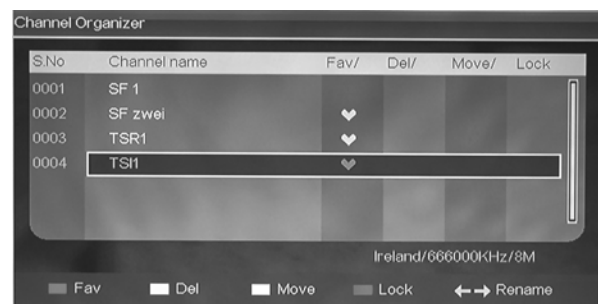 Channel Organizer
S.No Channel name Fav/ Del/ Move/ Lock
0001 SF 1
0002 SF zwei
0003 TSR1
0004 TSI1
Ireland/666000KHz/8M
Fav Del Move Lock Rename